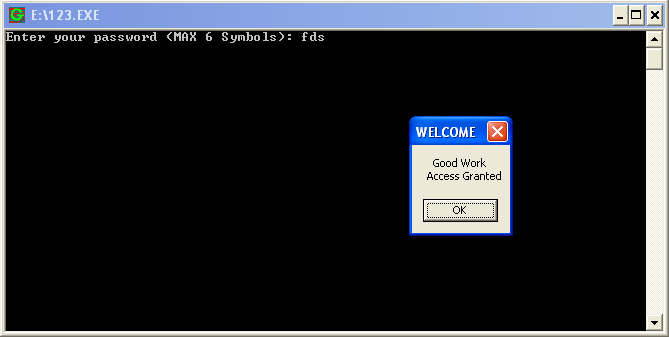 E:\123.EXE
Enter your password (MAX 6 Symbols): fds
WELCOME
Good Work
Access Granted
OK